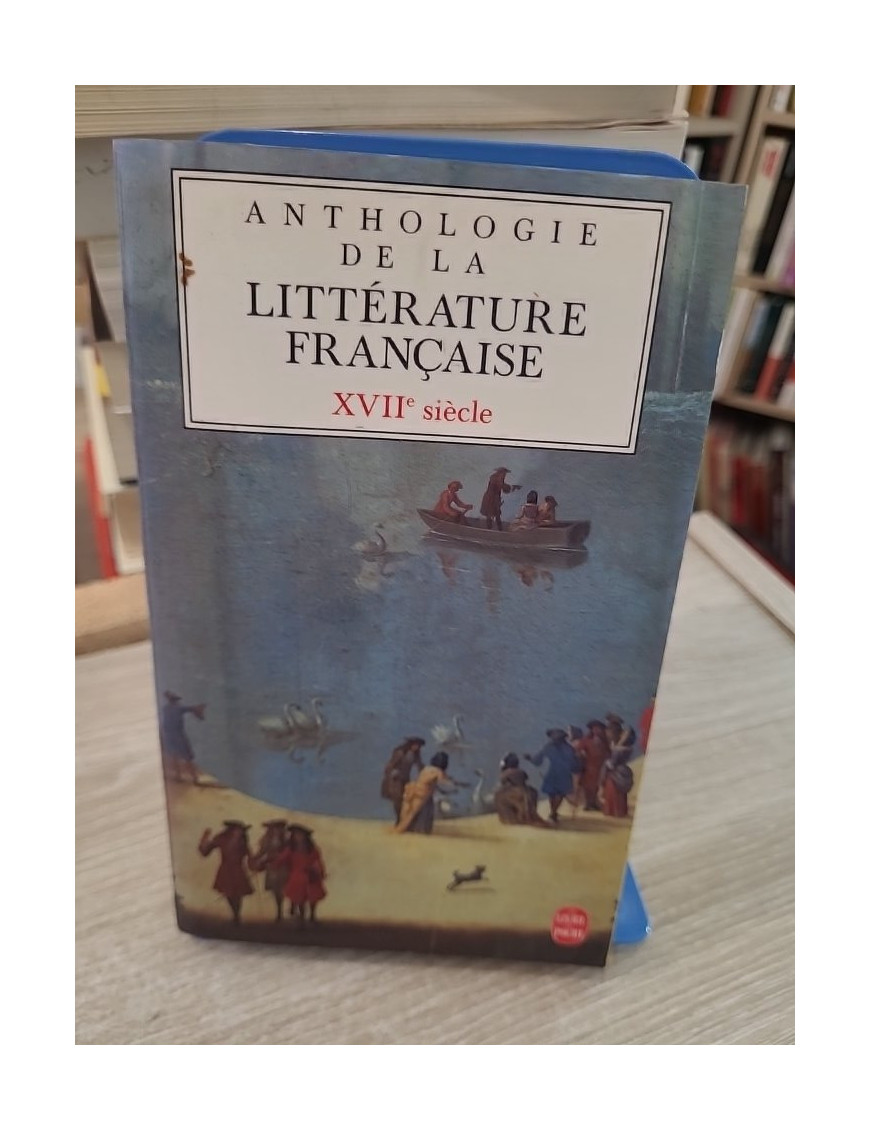 ANTHOLOGIE
DE LA
LITTÉRATURE
FRANÇAISE
XVIIe siècle